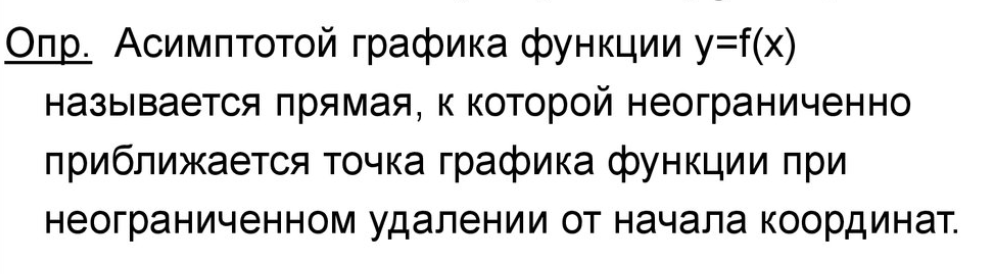 Опр. Асимптотой графика функции y=f(x)
называется прямая, к которой неограниченно
приближается точка графика функции при
неограниченном удалении от начала координат.